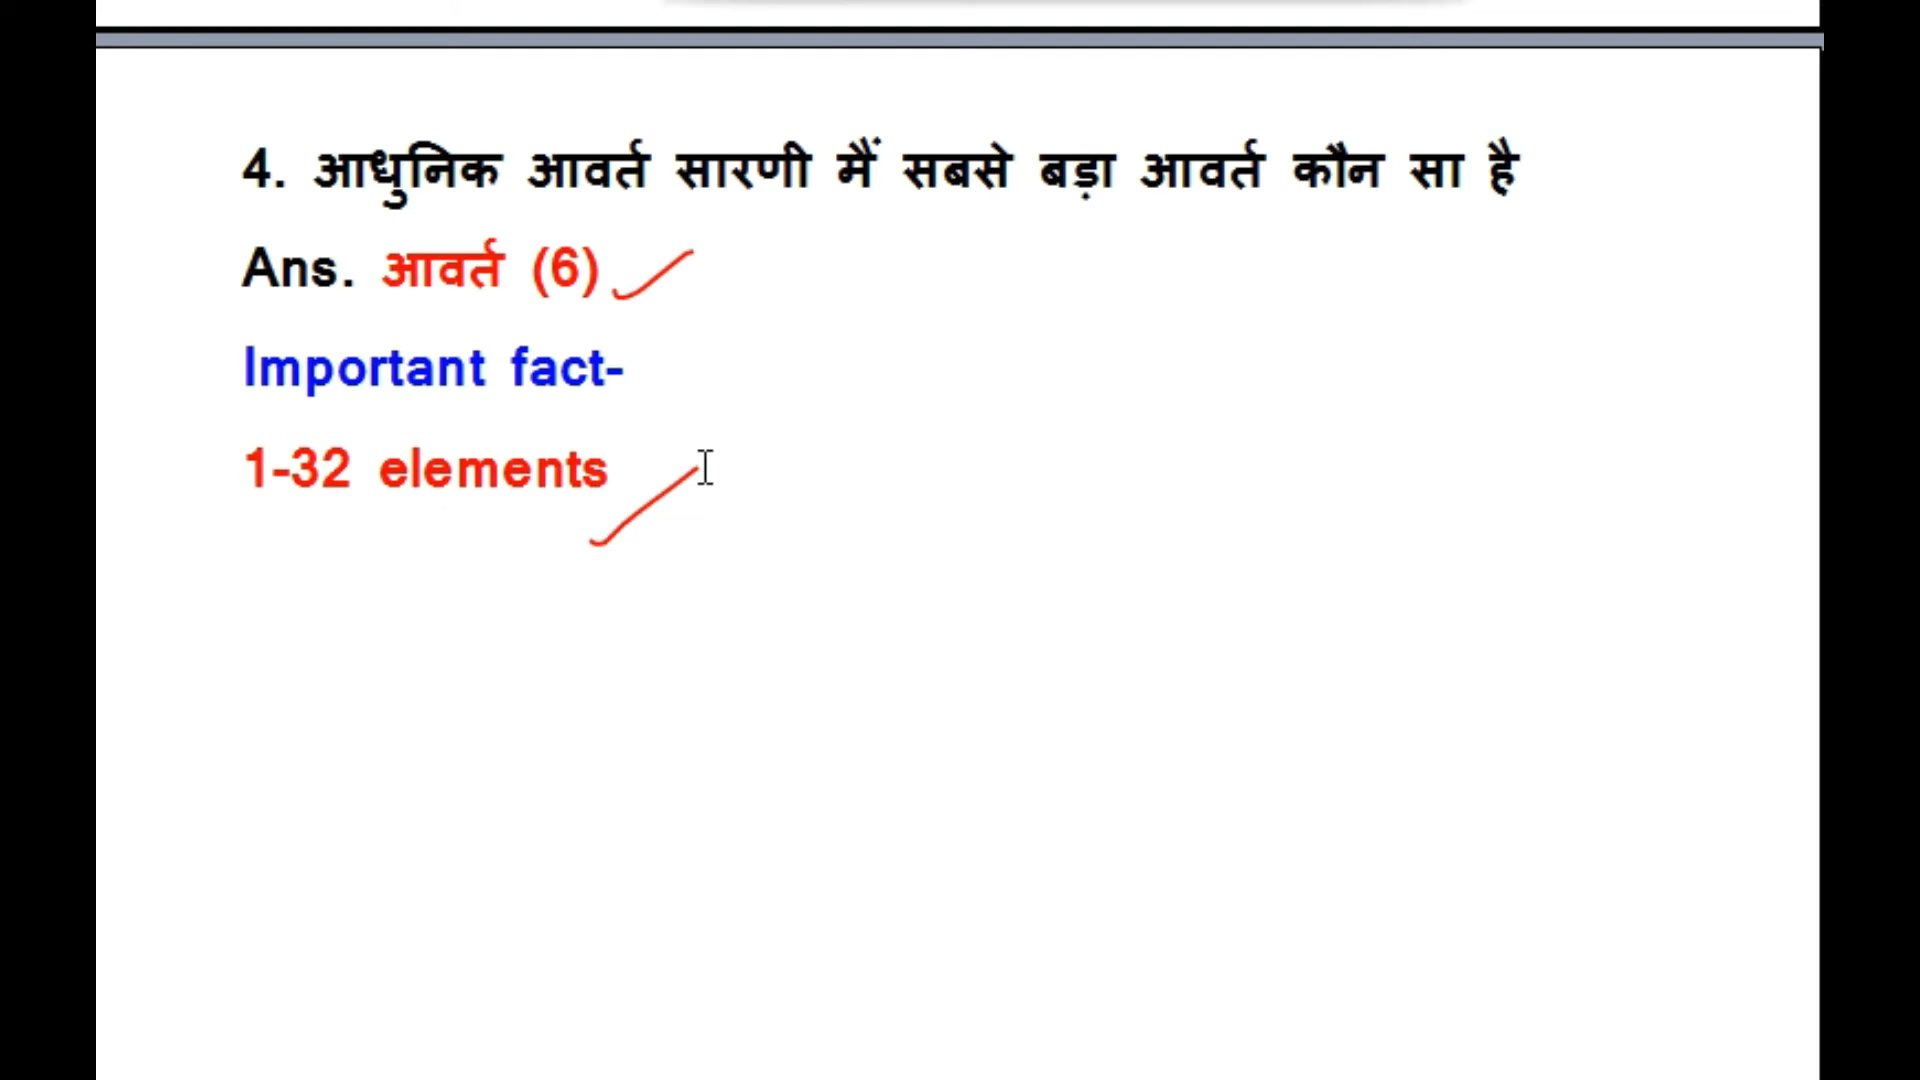 4. आधुनिक आवर्त सारणी मैं सबसे बड़ा आवर्त कौन सा है
Ans. आवर्त (6)
Important fact-
1-32 elements